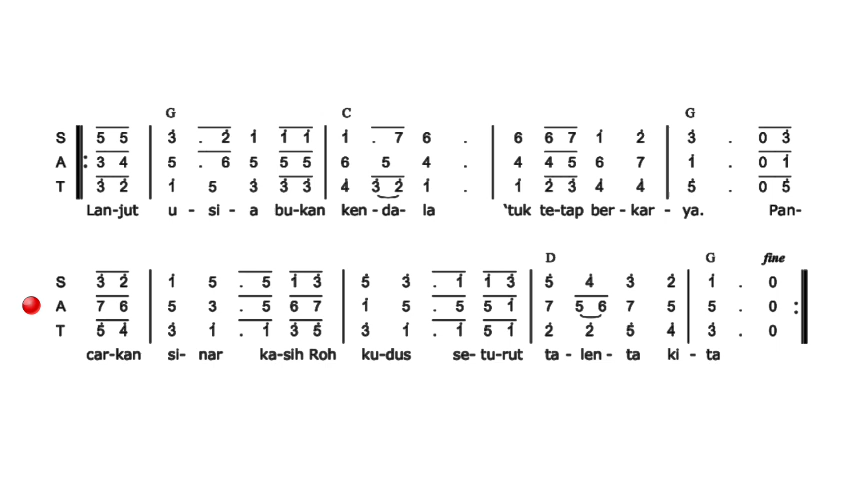 G C G
S 5 5 3̇ . 2̇ 1̇ 1̇ 1̇ 1̇ . 7 6 . 6 6 7 1̇ 2̇ 3̇ . 0 3̇
A 3 4 5 . 6 5 5 5 6 5 4 . 4 4 5 6 7 1̇ . 0 1̇
T 3̇ 2̇ 1̇ 5 3̇ 3̇ 3̇ 4̇ 3̇ 2̇ 1̇ . 1̇ 2̇ 3̇ 4̇ 4̇ 5̇ . 0 5̇
Lan-jut u - si - a bu-kan ken - da- la 'tuk te-tap ber - kar - ya. Pan-
D G fine
S 3̇ 2̇ 1̇ 5 . 5 1̇ 3̇ 5̇ 3̇ . 1̇ 1̇ 3̇ 5̇ 4̇ 3̇ 2̇ 1̇ . 0
A 7 6 5 3 . 5 6 7 1̇ 5 . 5 5 1̇ 7 5 6 7 5 5 . 0
T 5̇ 4̇ 3̇ 1̇ . 1̇ 3̇ 5̇ 3̇ 1̇ . 1̇ 5 1̇ 2̇ 2̇ 5̇ 4̇ 3̇ . 0
car-kan si- nar ka-sih Roh ku-dus se- tu-rut ta - len - ta ki - ta